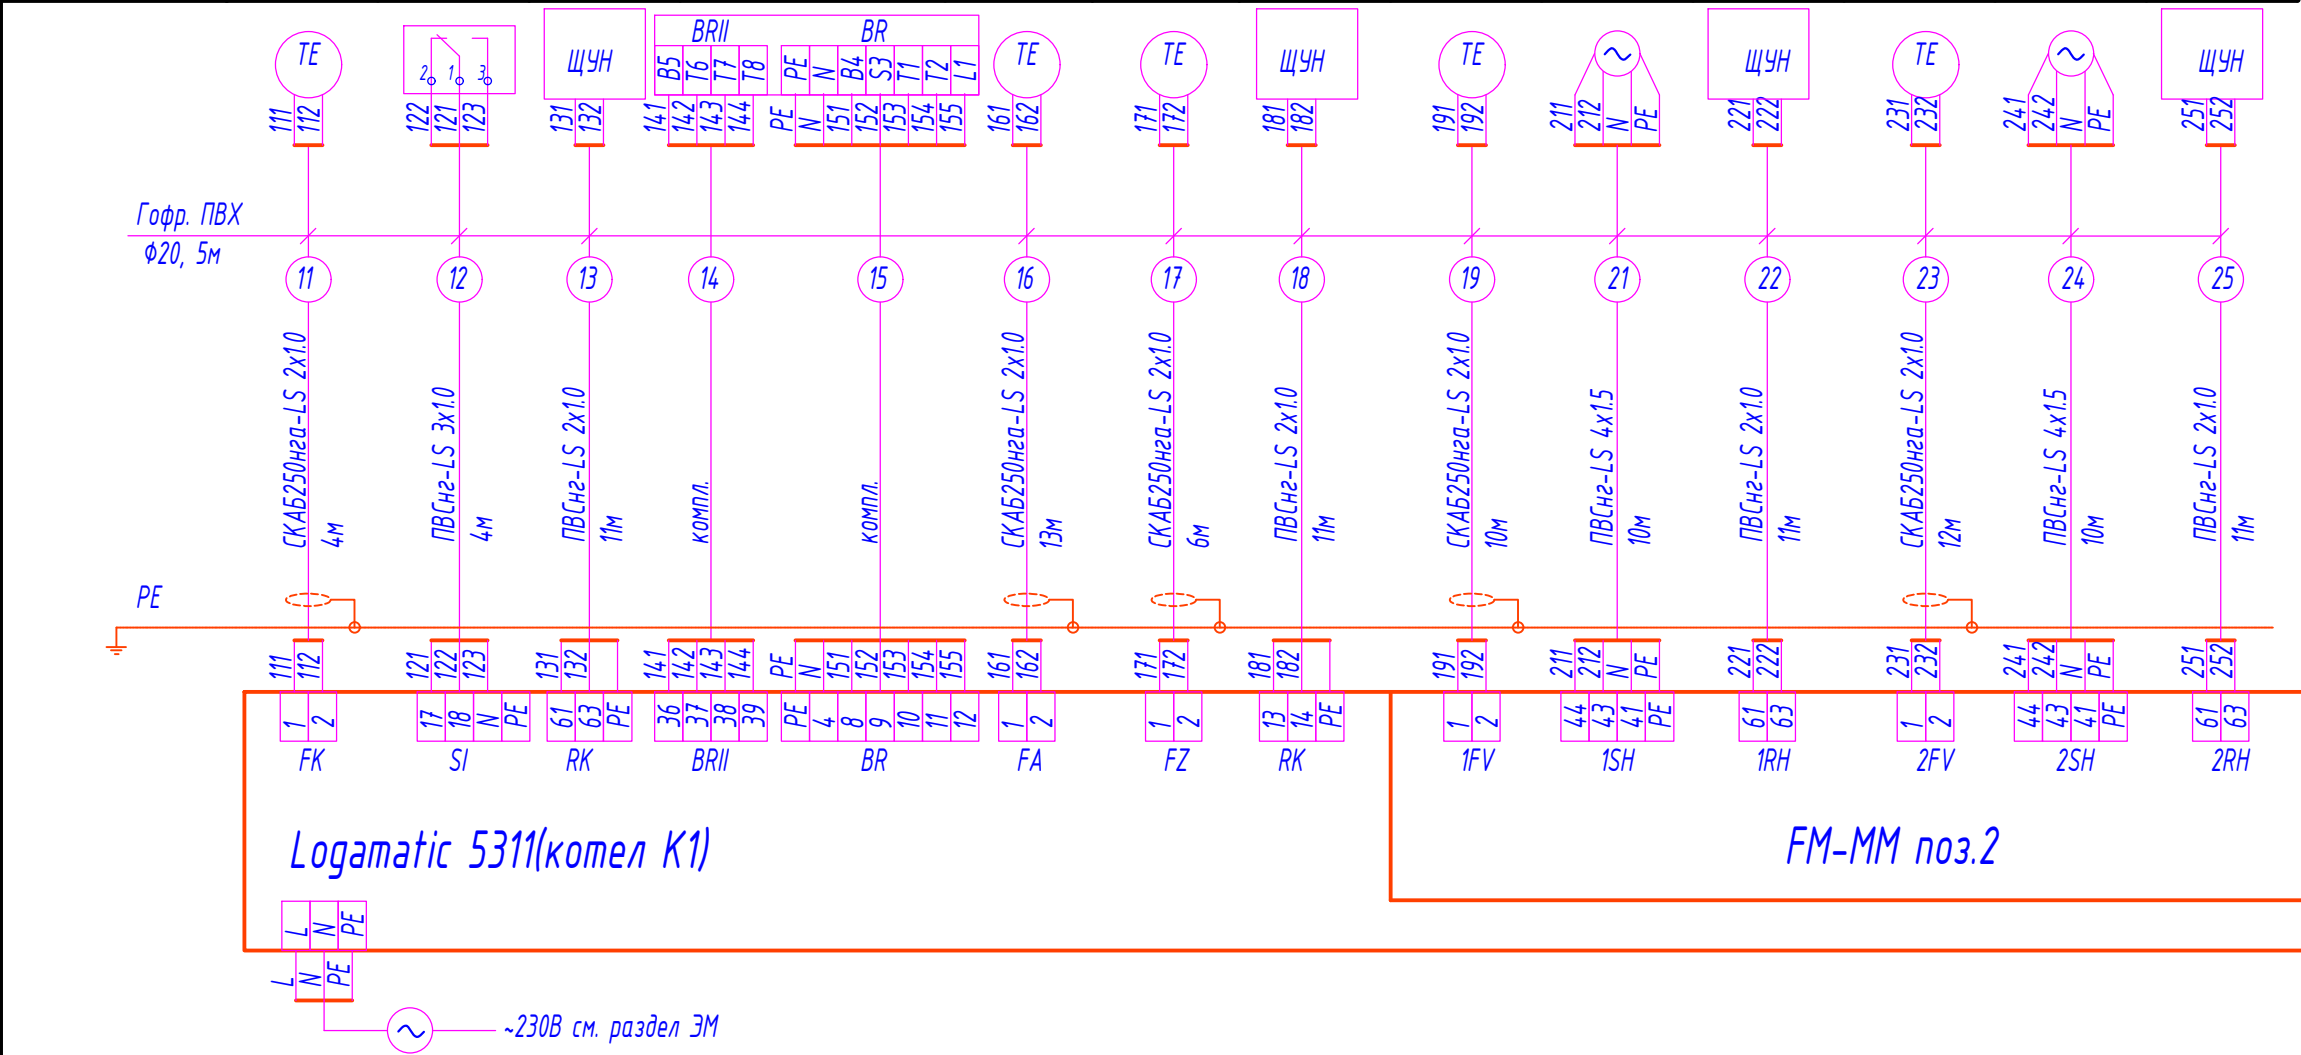 BRII BR
TE ЩУН TE ЩУН TE ЩУН TE ЩУН
2 1 3
B5 T6 T7 T8 PE N B4 S3 T1 T2 L1
111 112 122 121 123 131 132 141 142 143 144 PE N 151 152 153 154 155 161 162 171 172 181 182 191 192 211 212 N PE 221 222 231 232 241 242 N PE 251 252
TE
Гофр. ПВХ
Ф20, 5м
11 12 13 14 15 16 17 18 19 21 22 23 24 25
СКАБ250нга-LS 2x1.0
4м
ПВСнг-LS 3x1.0
4м
ПВСнг-LS 2x1.0
11м
компл.
компл.
СКАБ250нга-LS 2x1.0
13м
СКАБ250нга-LS 2x1.0
6м
ПВСнг-LS 2x1.0
11м
СКАБ250нга-LS 2x1.0
10м
ПВСнг-LS 4x1.5
10м
ПВСнг-LS 2x1.0
11м
СКАБ250нга-LS 2x1.0
12м
ПВСнг-LS 4x1.5
10м
ПВСнг-LS 2x1.0
11м
PE
111 112 121 122 123 131 132 141 142 143 144 PE N 151 152 153 154 155 161 162 171 172 181 182 191 192 211 212 N PE 221 222 231 232 241 242 N PE 251 252
1 2 17 18 N PE 61 63 PE 36 37 38 39 PE 4 8 9 10 11 12 1 2 1 2 13 14 PE 1 2 44 43 41 PE 61 63 1 2 44 43 41 PE 61 63
FK SI RK BRII BR FA FZ RK 1FV 1SH 1RH 2FV 2SH 2RH
Logamatic 5311(котел К1)
FM-MM поз.2
L N PE
L N PE
~230В см. раздел ЭМ